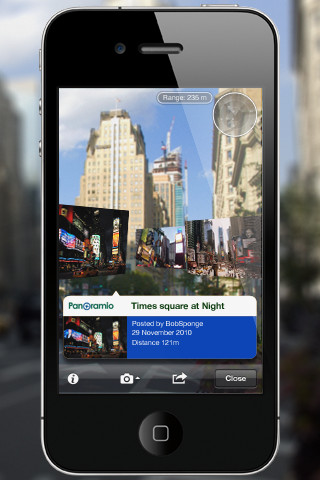 Range: 235 m
Panoramio
Times square at Night
Posted by BobSponge
29 November 2010
Distance 121m
Close